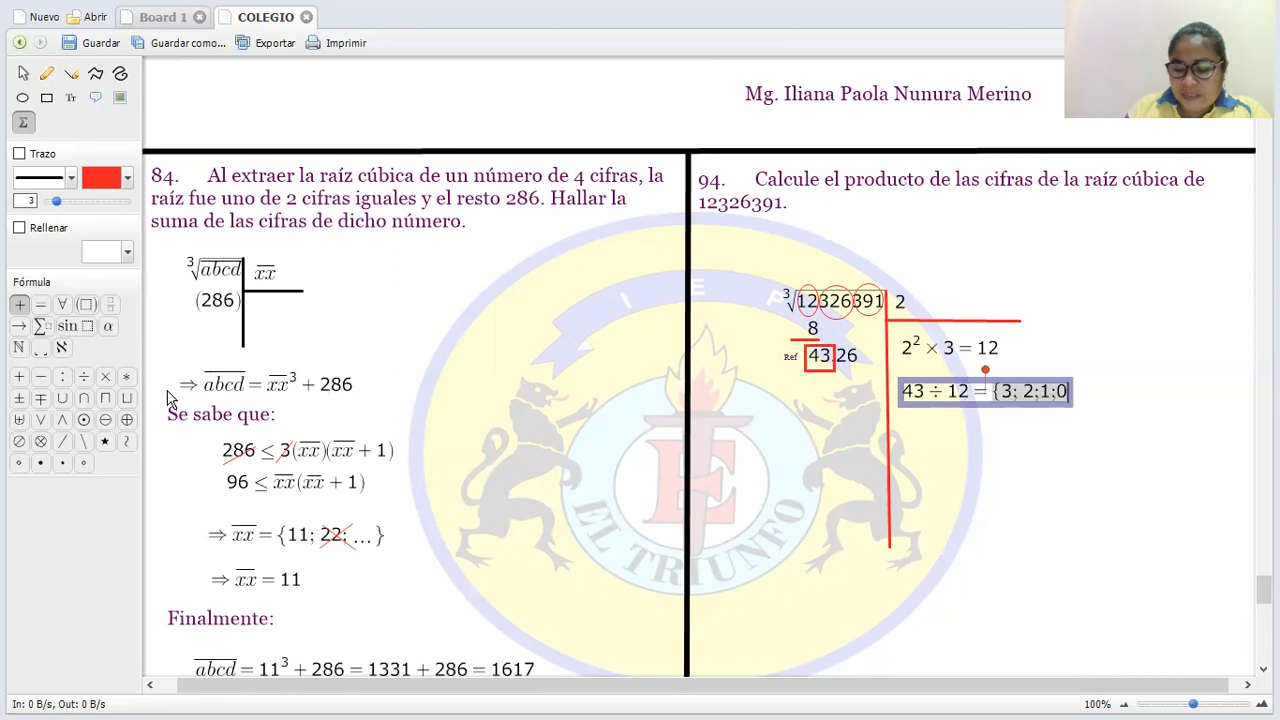 Nuevo Abrir Board 1 COLEGIO
Guardar Guardar como... Exportar Imprimir
Mg. Iliana Paola Nunura Merino
Trazo
3
Rellenar
Fórmula
84. Al extraer la raíz cúbica de un número de 4 cifras, la
raíz fue uno de 2 cifras iguales y el resto 286. Hallar la
suma de las cifras de dicho número.
∛abcd xx
(286)
⇒ abcd = xx³ + 286
Se sabe que:
286 ≤ 3(xx)(xx + 1)
96 ≤ xx(xx + 1)
⇒ xx = {11; 22; ... }
⇒ xx = 11
Finalmente:
abcd = 11³ + 286 = 1331 + 286 = 1617
94. Calcule el producto de las cifras de la raíz cúbica de
12326391.
∛12326391 2
8
Ref 43.26
2² × 3 = 12
43 ÷ 12 = {3; 2;1;0
I E P
E
EL TRIUNFO
In: 0 B/s, Out: 0 B/s 100%